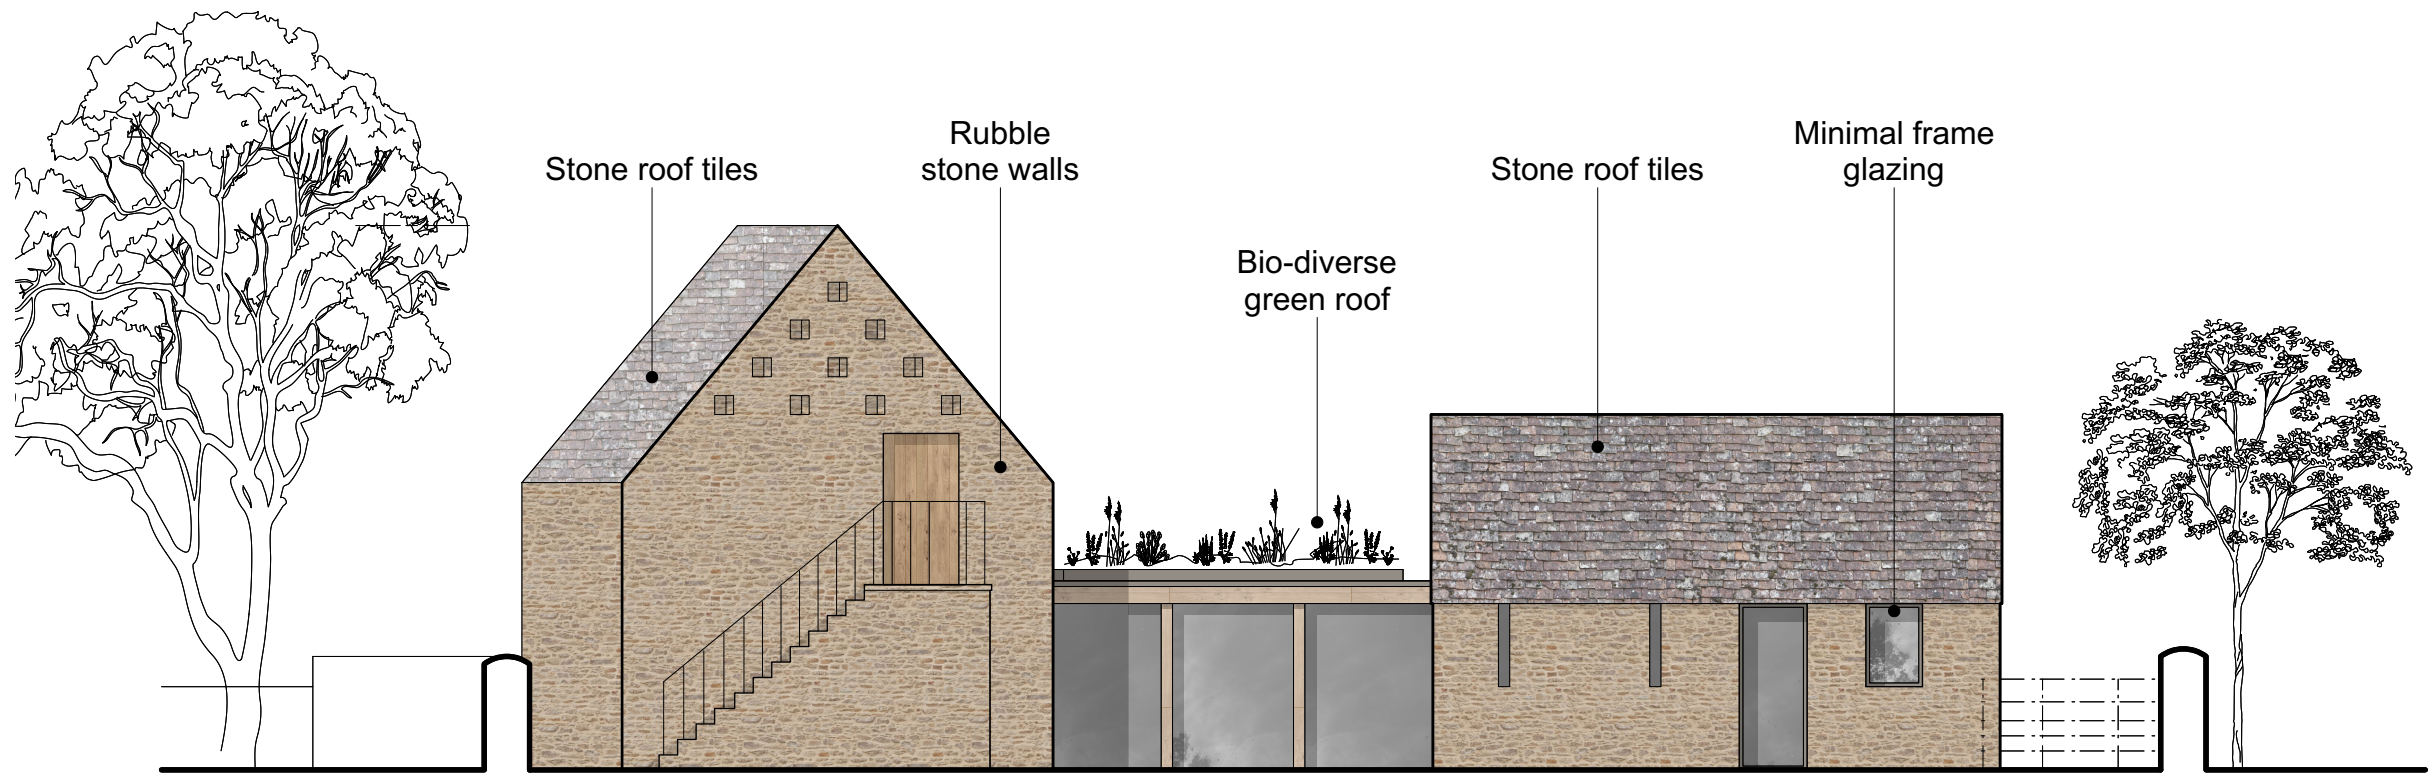 Stone roof tiles
Rubble
stone walls
Bio-diverse
green roof
Stone roof tiles
Minimal frame
glazing